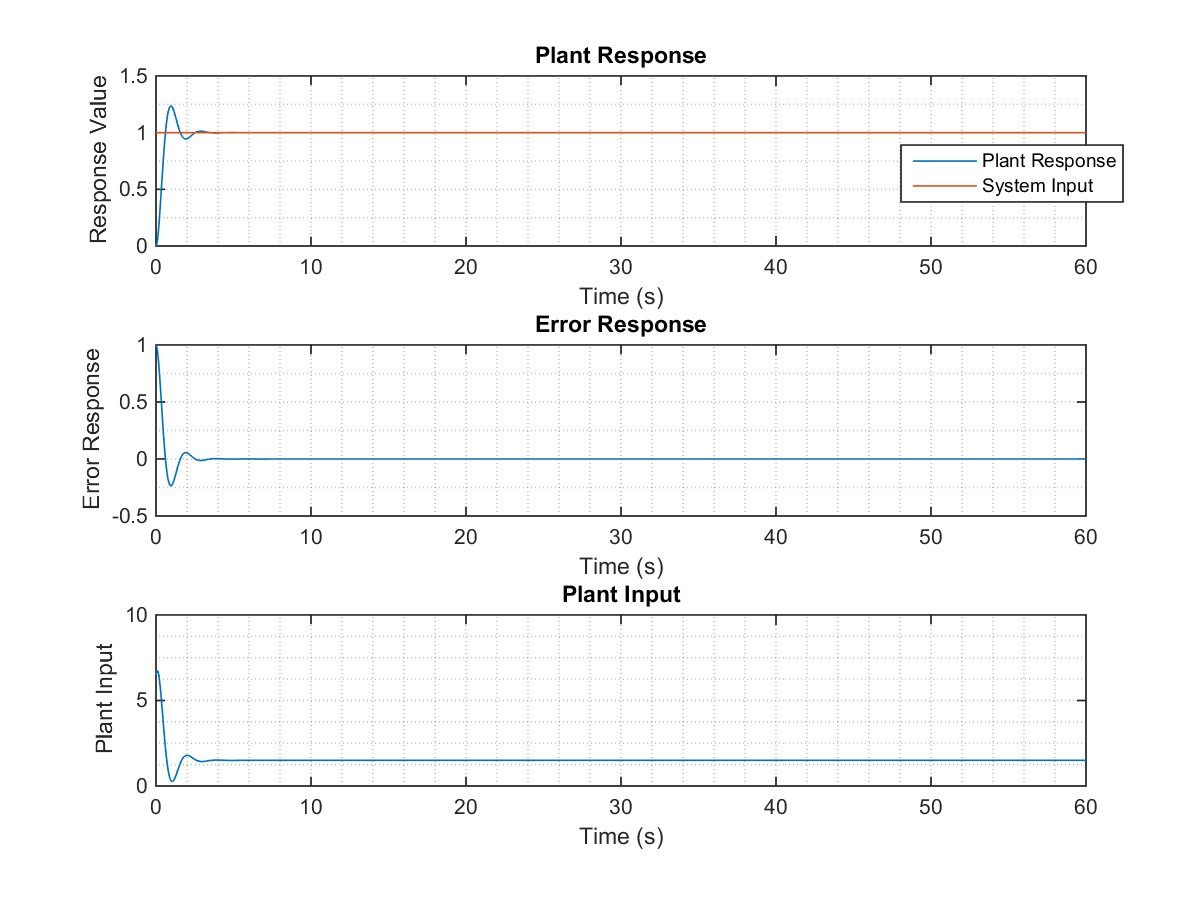 Plant Response
Response Value
1.5
1
0.5
0
Plant Response
System Input
0 10 20 30 40 50 60
Time (s)
Error Response
Error Response
1
0.5
0
-0.5
0 10 20 30 40 50 60
Time (s)
Plant Input
Plant Input
10
5
0
0 10 20 30 40 50 60
Time (s)